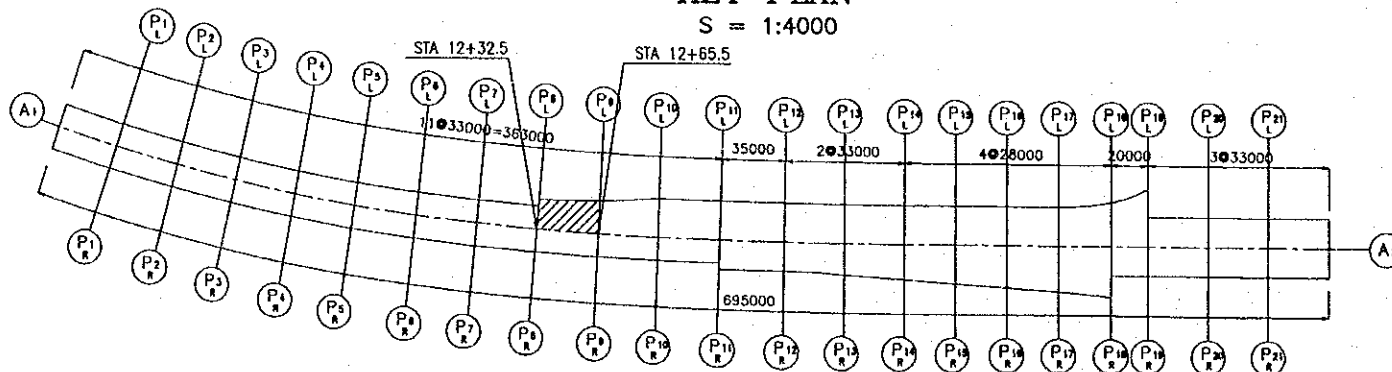 KEY PLAN
S = 1:4000
STA 12+32.5
STA 12+65.5
P1 L
P2 L
P3 L
P4 L
P5 L
P6 L
P7 L
P8 L
P9 L
P10 L
P11 L
P12 L
P13 L
P14 L
P15 L
P16 L
P17 L
P18 L
P19 L
P20 L
P21 L
11@33000=363000
35000
2@33000
4@28000
20000
3@33000
A1
A
695000
P1 R
P2 R
P3 R
P4 R
P5 R
P6 R
P7 R
P8 R
P9 R
P10 R
P11 R
P12 R
P13 R
P14 R
P15 R
P16 R
P17 R
P18 R
P19 R
P20 R
P21 R